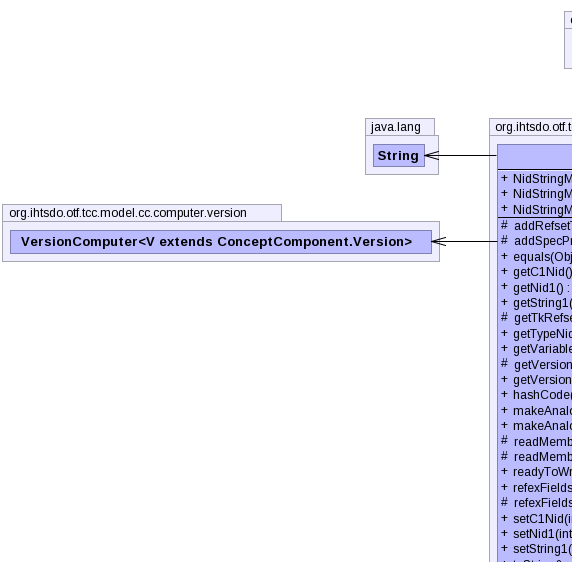 java.lang
org.ihtsdo.otf.t
String
+ NidStringM
+ NidStringM
org.ihtsdo.otf.tcc.model.cc.computer.version
+ NidStringM
# addRefsetT
VersionComputer<V extends ConceptComponent.Version>
# addSpecPr
+ equals(Obj
+ getC1Nid()
+ getNid1() :
+ getString1(
# getTkRefse
+ getTypeNid
+ getVariable
# getVersion
+ getVersion
+ hashCode(
+ makeAnalo
+ makeAnalo
# readMemb
# readMemb
+ readyToWr
+ refexFields
# refexFields
+ setC1Nid(i
+ setNid1(int
+ setString1(